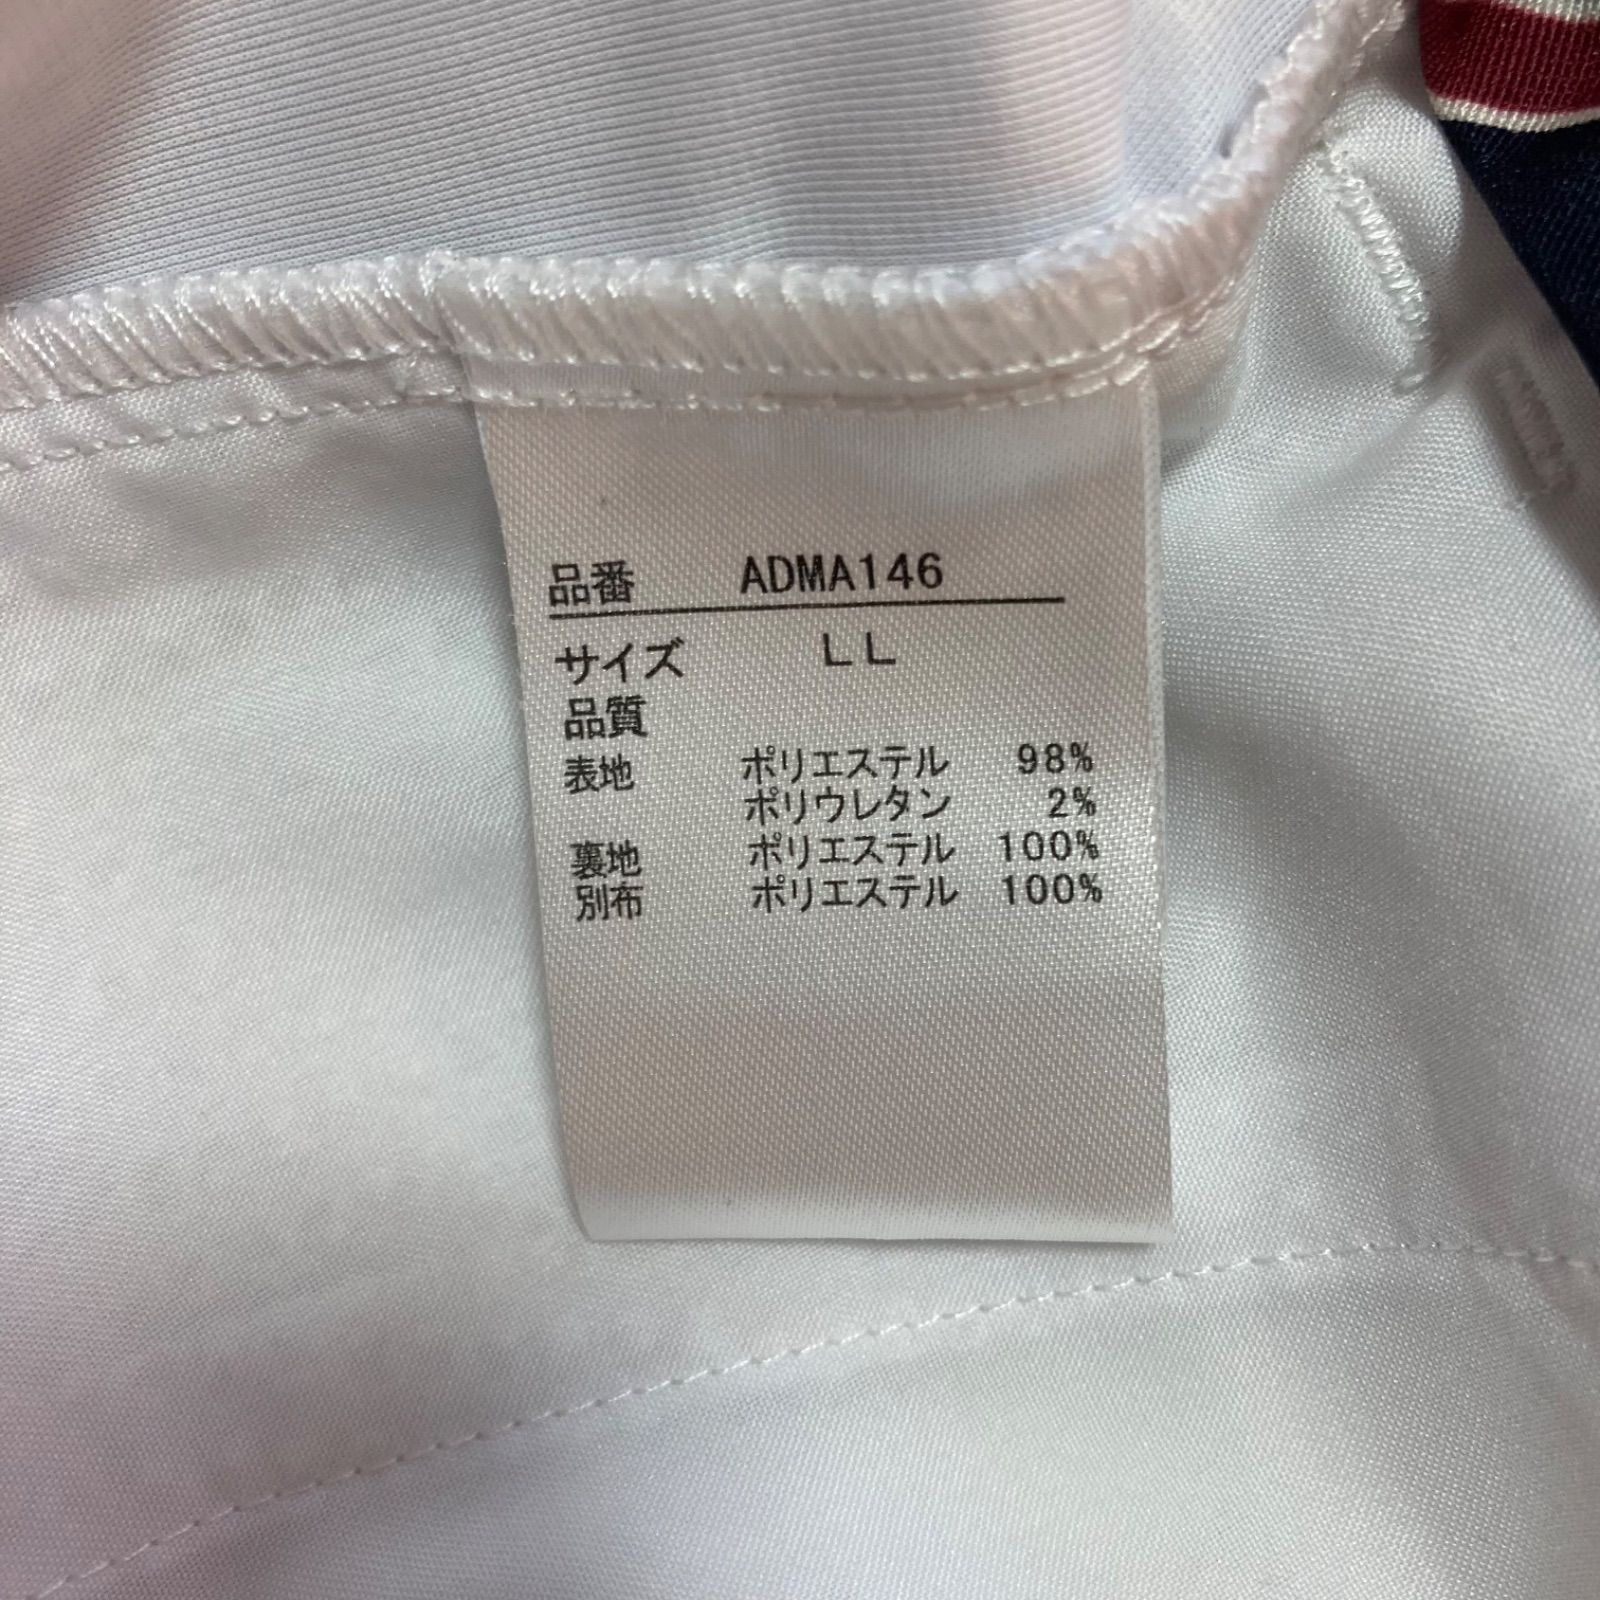 品番 ADMA146
サイズ LL
品質
表地 ポリエステル 98%
ポリウレタン 2%
裏地 ポリエステル 100%
別布 ポリエステル 100%